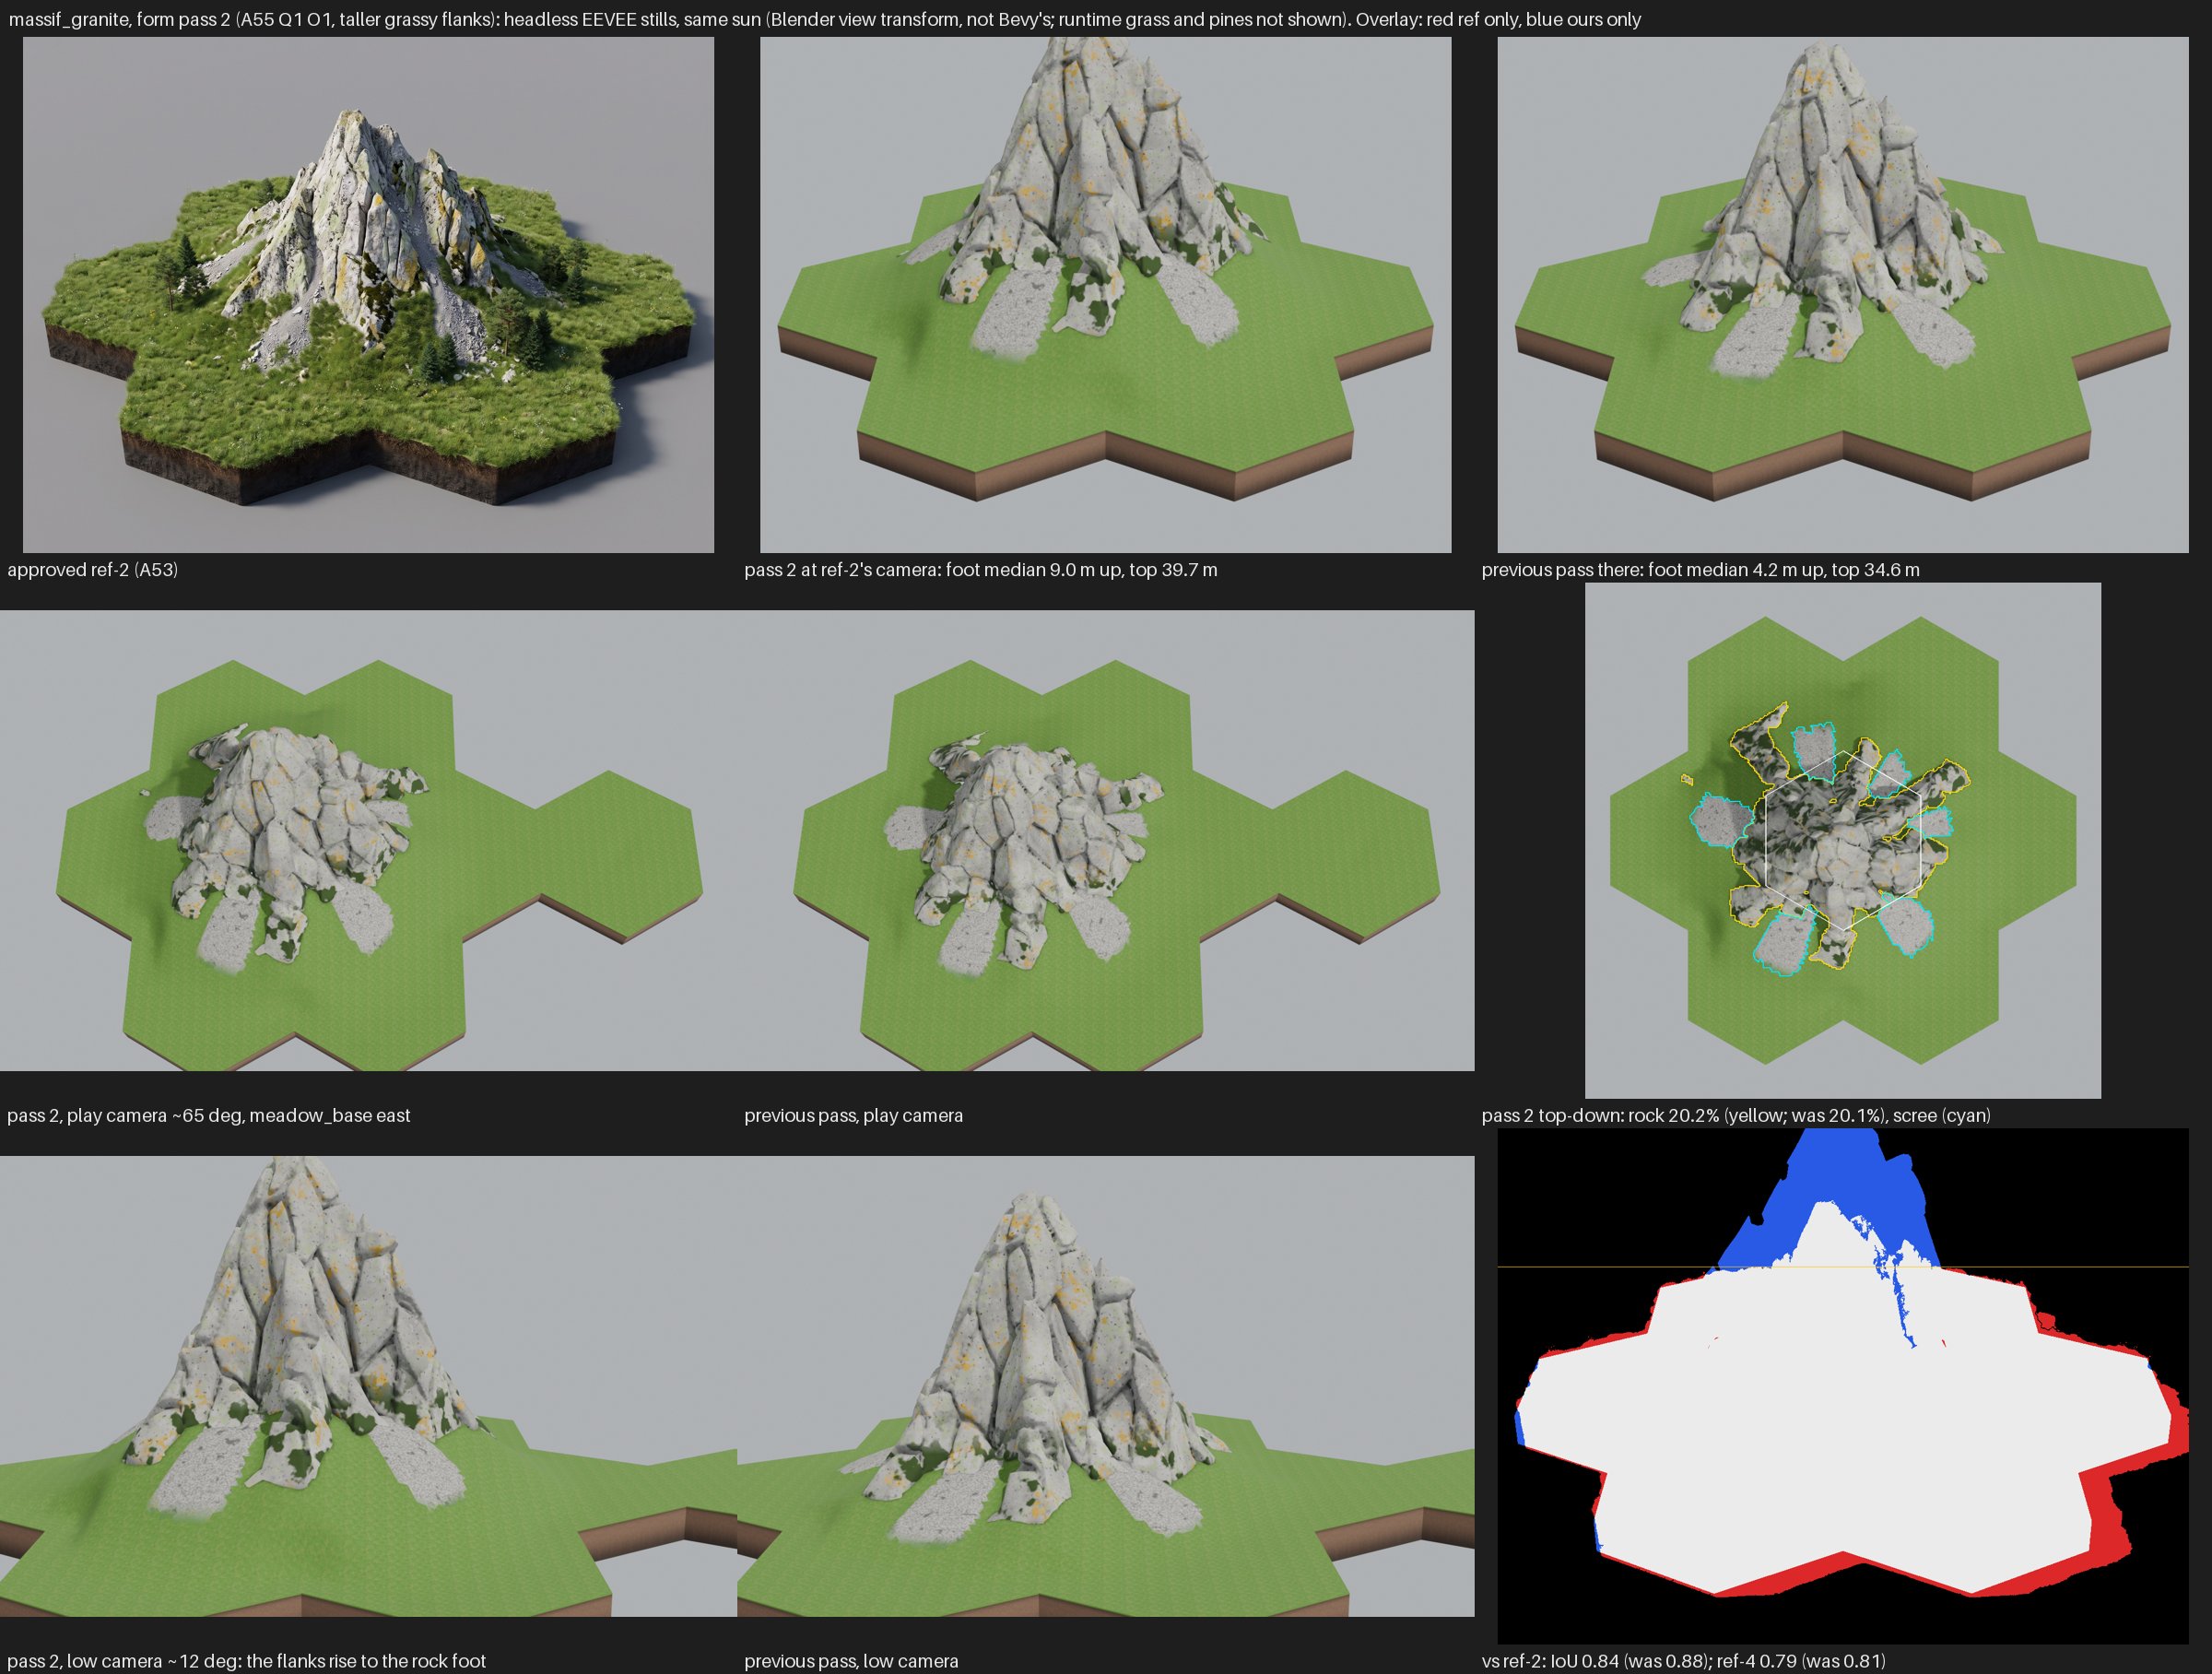 massif_granite, form pass 2 (A55 Q1 O1, taller grassy flanks): headless EEVEE stills, same sun (Blender view transform, not Bevy's; runtime grass and pines not shown). Overlay: red ref only, blue ours only
approved ref-2 (A53)
pass 2 at ref-2's camera: foot median 9.0 m up, top 39.7 m
previous pass there: foot median 4.2 m up, top 34.6 m
pass 2, play camera ~65 deg, meadow_base east
previous pass, play camera
pass 2 top-down: rock 20.2% (yellow; was 20.1%), scree (cyan)
pass 2, low camera ~12 deg: the flanks rise to the rock foot
previous pass, low camera
vs ref-2: IoU 0.84 (was 0.88); ref-4 0.79 (was 0.81)